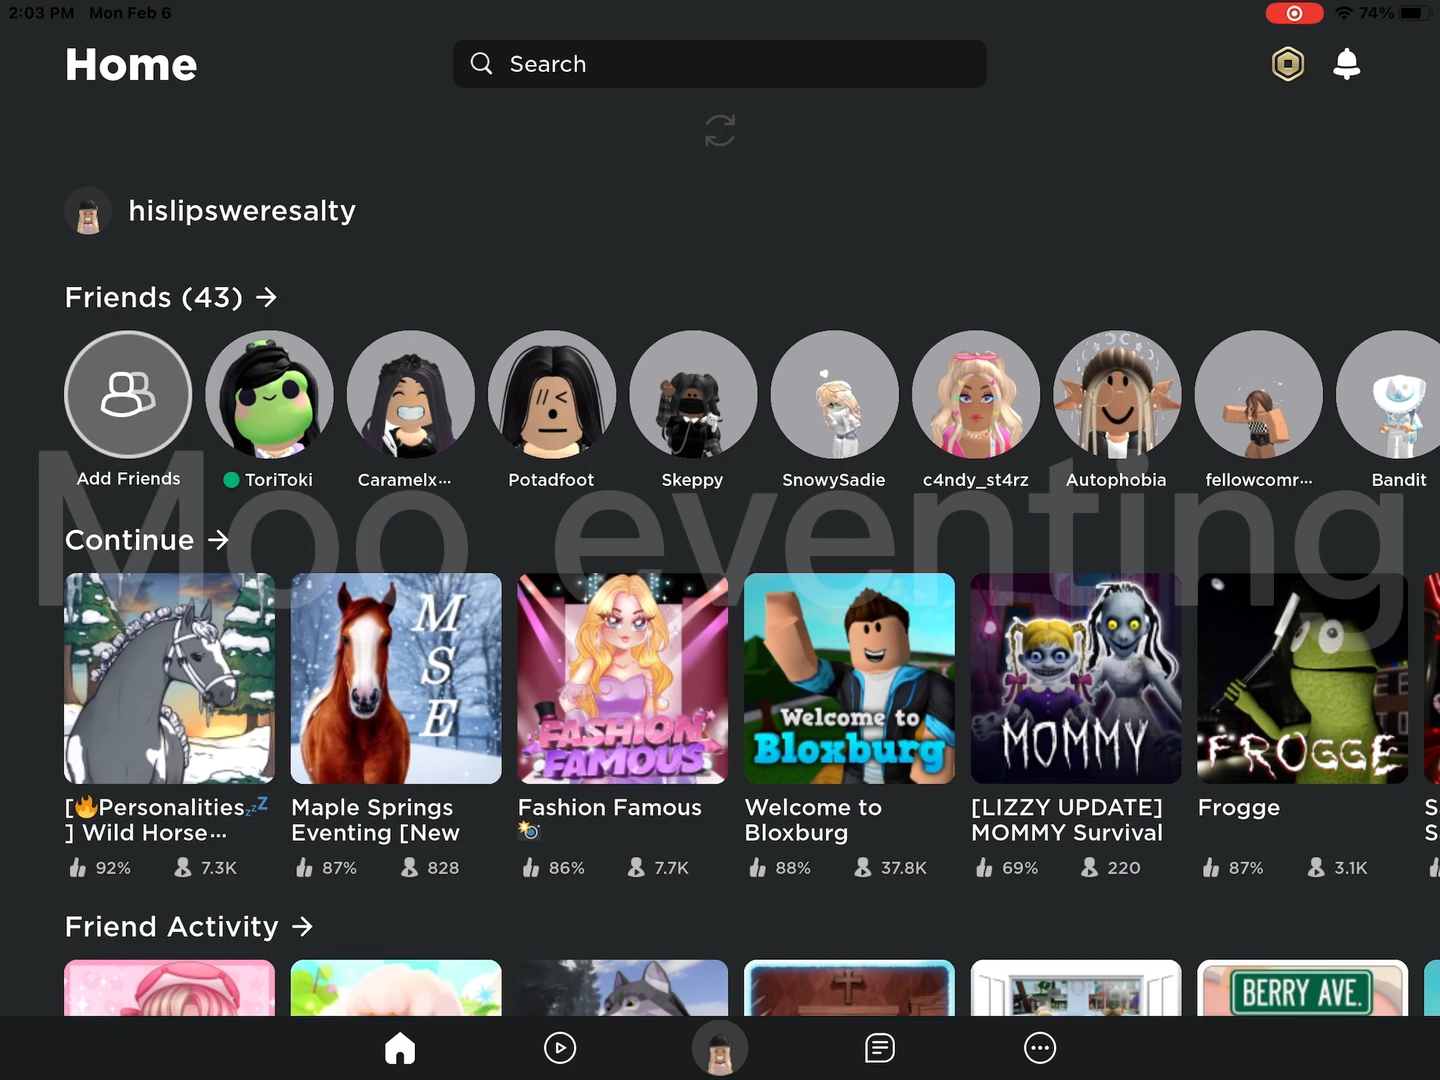 2:03 PM Mon Feb 6
74%
Home
Search
hislipsweresalty
Friends (43) →
Add Friends
ToriToki
Caramelx...
Potadfoot
Skeppy
SnowySadie
c4ndy_st4rz
Autophobia
fellowcomr...
Bandit
Moo eventing
Continue →
M
S
E
FASHION
FAMOUS
Welcome to
Bloxburg
MOMMY
FROGGE
[🔥Personalities💤
] Wild Horse...
Maple Springs
Eventing [New
Fashion Famous
📸
Welcome to
Bloxburg
[LIZZY UPDATE]
MOMMY Survival
Frogge
S
S
92% 7.3K
87% 828
86% 7.7K
88% 37.8K
69% 220
87% 3.1K
Friend Activity →
BERRY AVE.